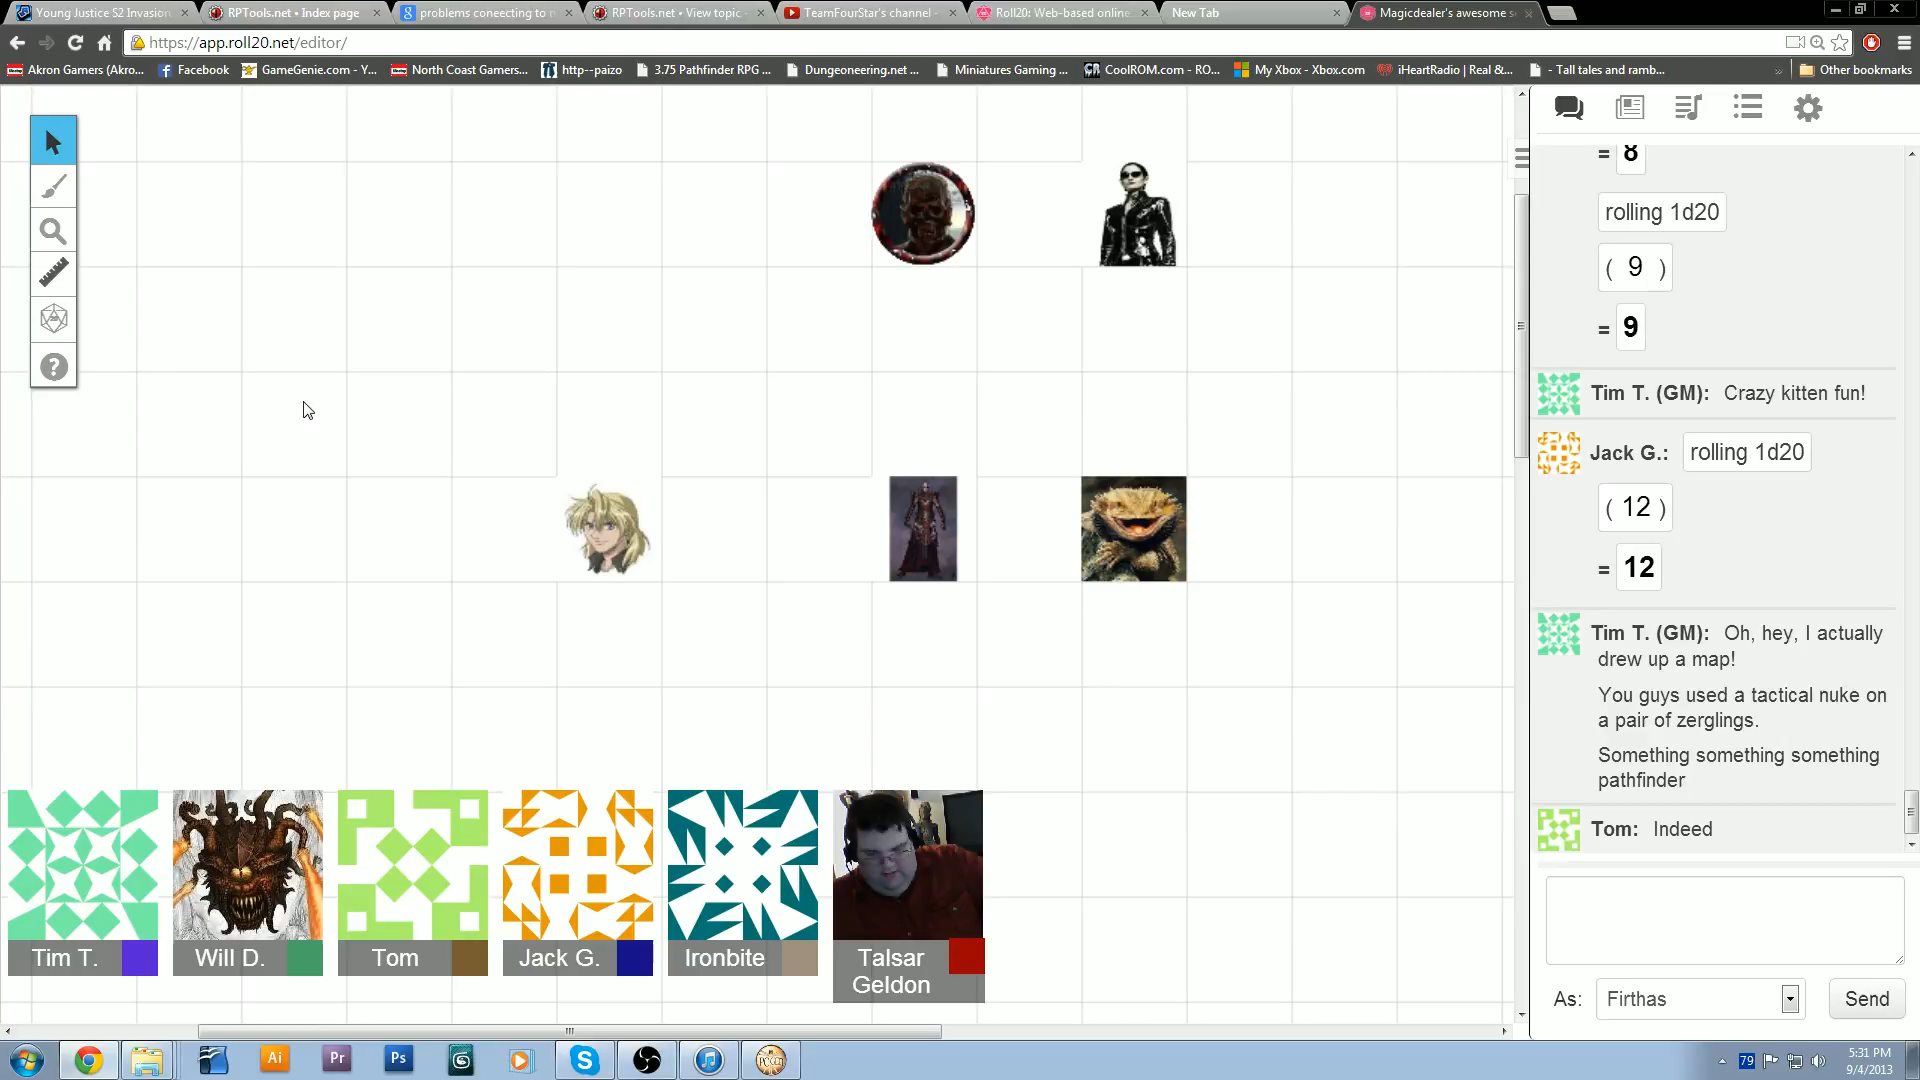 Young Justice S2 Invasion
RPTools.net • Index page
problems coneecting to n
RPTools.net • View topic
TeamFourStar's channel
Roll20: Web-based online
New Tab
Magicdealer's awesome s
https://app.roll20.net/editor/
Akron Gamers (Akro...
Facebook
GameGenie.com - Y...
North Coast Gamers...
http--paizo
3.75 Pathfinder RPG ...
Dungeoneering.net ...
Miniatures Gaming ...
CoolROM.com - RO...
My Xbox - Xbox.com
iHeartRadio | Real &...
- Tall tales and ramb...
» Other bookmarks
= 8
rolling 1d20
( 9 )
= 9
Tim T. (GM): Crazy kitten fun!
Jack G.: rolling 1d20
( 12 )
= 12
Tim T. (GM): Oh, hey, I actually
drew up a map!
You guys used a tactical nuke on
a pair of zerglings.
Something something something
pathfinder
Tom: Indeed
As: Firthas Send
Tim T.
Will D.
Tom
Jack G.
Ironbite
Talsar
Geldon
Ai
Pr
Ps
79
5:31 PM
9/4/2013